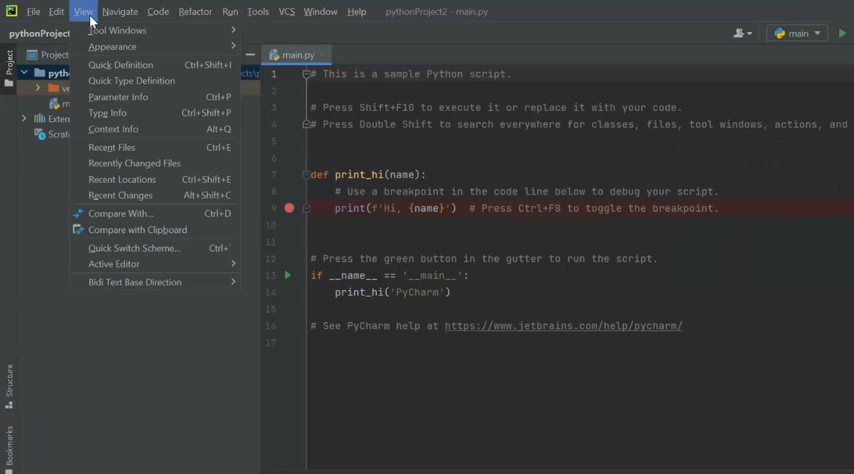 File Edit View Navigate Code Refactor Run Tools VCS Window Help pythonProject2 - main.py
pythonProject
main
Project
Tool Windows
Appearance
Quick Definition Ctrl+Shift+I
Quick Type Definition
Parameter Info Ctrl+P
Type Info Ctrl+Shift+P
Context Info Alt+Q
Recent Files Ctrl+E
Recently Changed Files
Recent Locations Ctrl+Shift+E
Recent Changes Alt+Shift+C
Compare With... Ctrl+D
Compare with Clipboard
Quick Switch Scheme... Ctrl+`
Active Editor
Bidi Text Base Direction
Project
pytho
ve
m
Exten
Scrat
Structure
Bookmarks
main.py
1 # This is a sample Python script.
2
3 # Press Shift+F10 to execute it or replace it with your code.
4 # Press Double Shift to search everywhere for classes, files, tool windows, actions, and
5
6
7 def print_hi(name):
8 # Use a breakpoint in the code line below to debug your script.
9 print(f'Hi, {name}') # Press Ctrl+F8 to toggle the breakpoint.
10
11
12 # Press the green button in the gutter to run the script.
13 if __name__ == '__main__':
14 print_hi('PyCharm')
15
16 # See PyCharm help at https://www.jetbrains.com/help/pycharm/
17